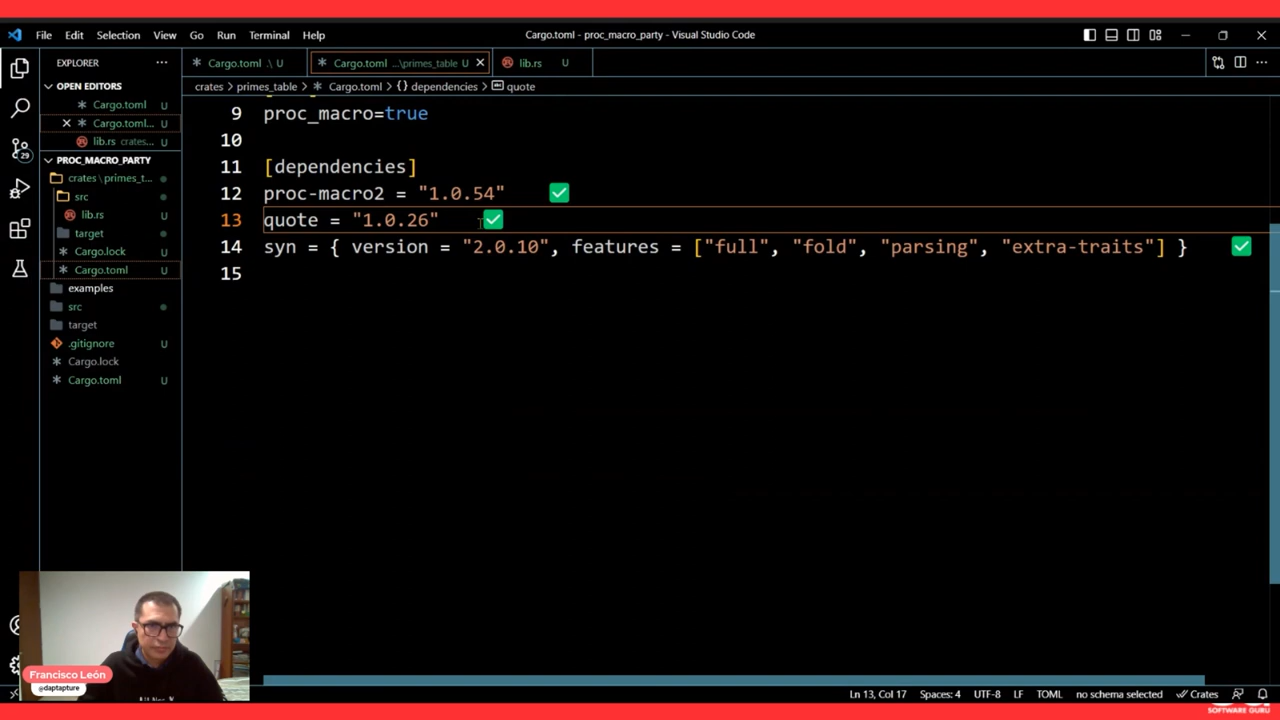 File Edit Selection View Go Run Terminal Help
Cargo.toml - proc_macro_party - Visual Studio Code
EXPLORER
OPEN EDITORS
Cargo.toml U
Cargo.toml... U
lib.rs crates... U
PROC_MACRO_PARTY
crates \ primes_t...
src
lib.rs U
target
Cargo.lock U
Cargo.toml U
examples
src
target
.gitignore U
Cargo.lock
Cargo.toml U
Cargo.toml .\ U
Cargo.toml ...\primes_table U
lib.rs U
crates > primes_table > Cargo.toml > {} dependencies > quote
9 proc_macro=true
10
11 [dependencies]
12 proc-macro2 = "1.0.54"
13 quote = "1.0.26"
14 syn = { version = "2.0.10", features = ["full", "fold", "parsing", "extra-traits"] }
15
29
Francisco León
@daptapture
Ln 13, Col 17 Spaces: 4 UTF-8 LF TOML no schema selected Crates
SOFTWARE GURU